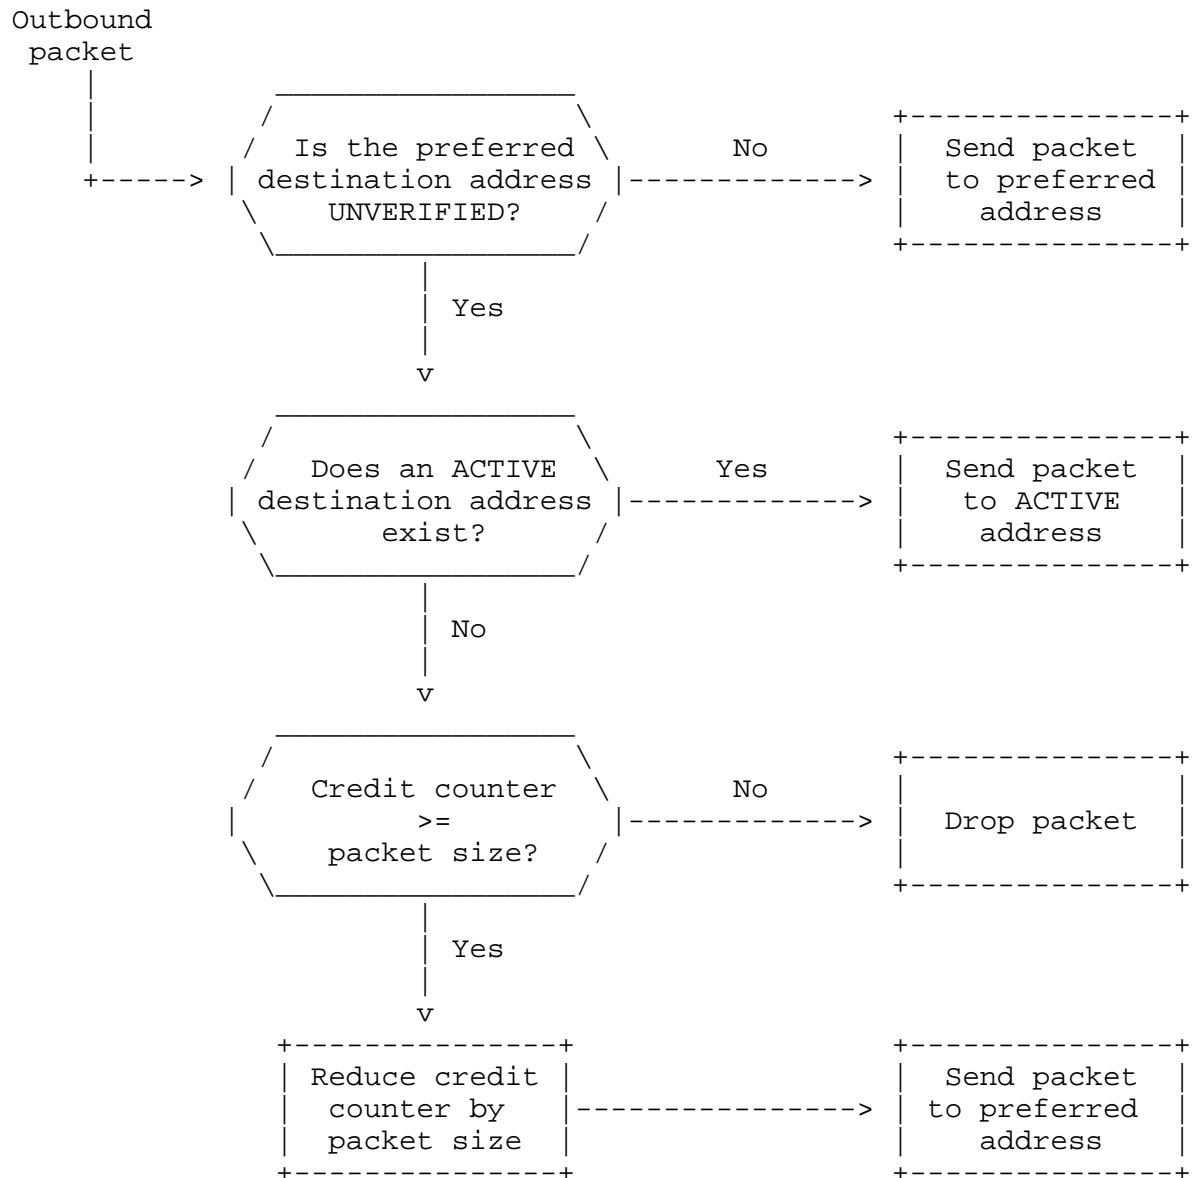 Outbound
packet
Is the preferred
destination address
UNVERIFIED?
No
Send packet
to preferred
address
Yes
Does an ACTIVE
destination address
exist?
Yes
Send packet
to ACTIVE
address
No
Credit counter
>=
packet size?
No
Drop packet
Yes
Reduce credit
counter by
packet size
Send packet
to preferred
address